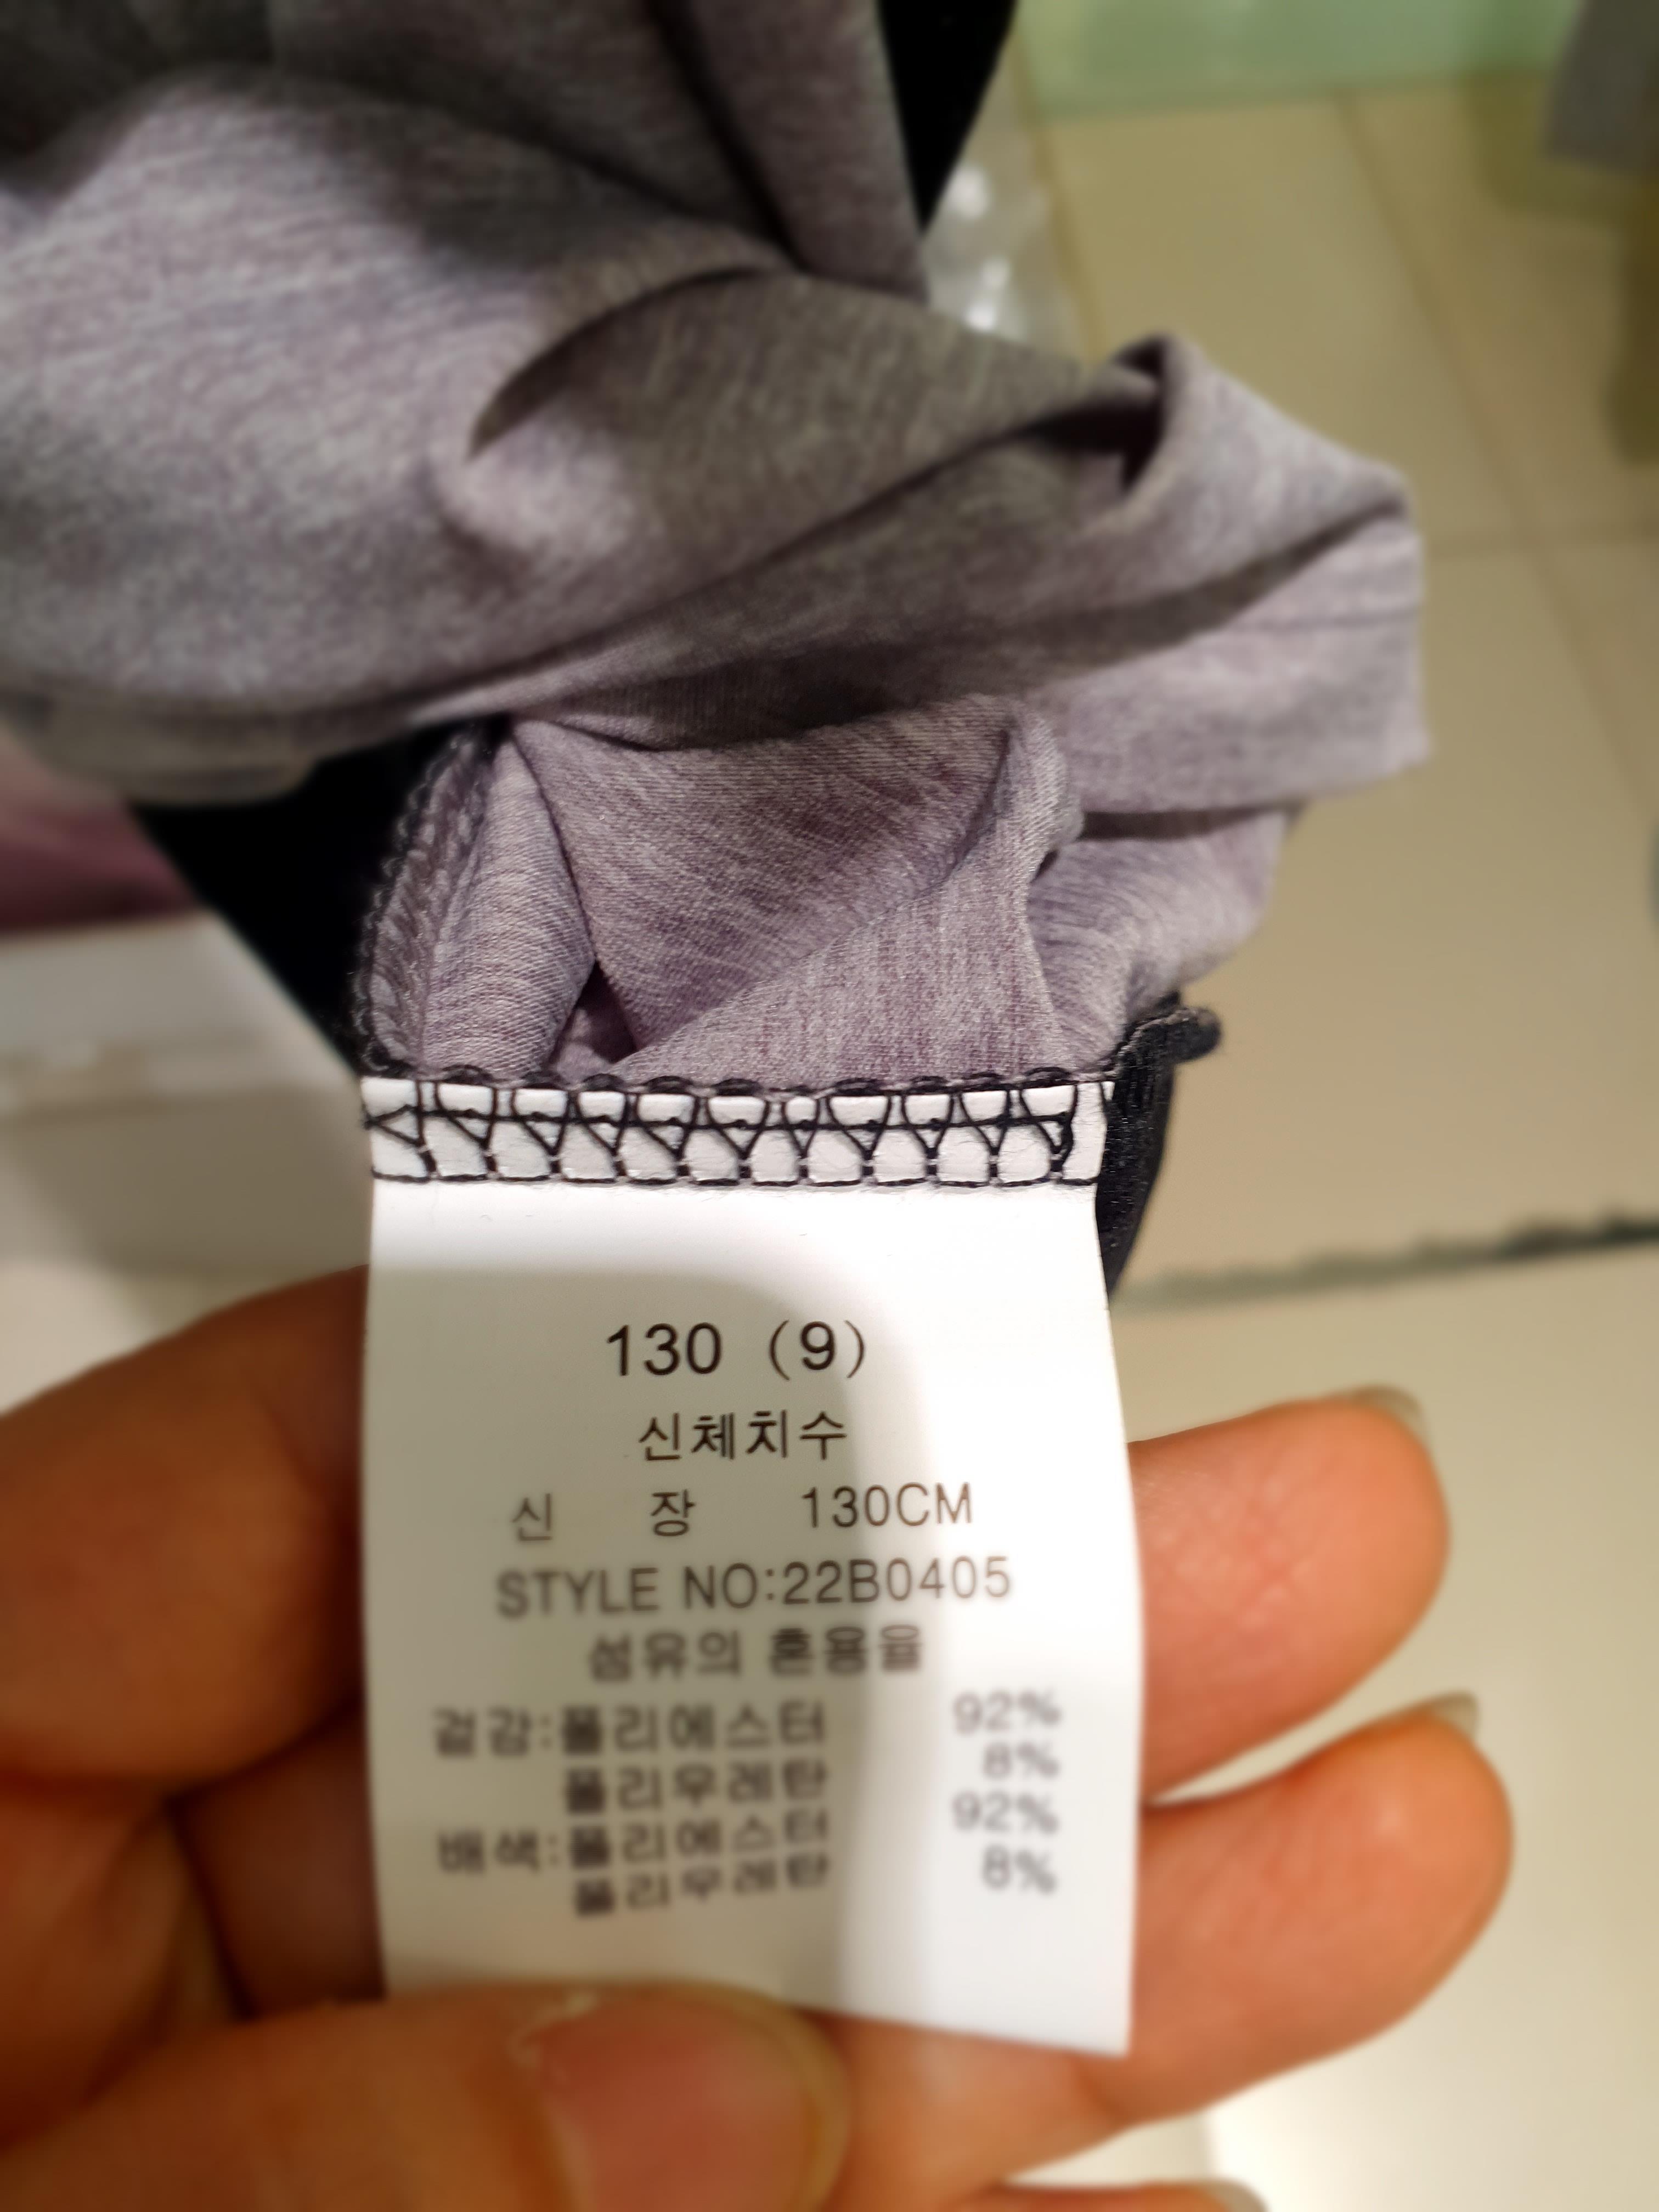 130 (9)
신체치수
신 장 130CM
STYLE NO:22B0405
섬유의 혼용율
겉감:폴리에스터 92%
폴리우레탄 8%
배색:폴리에스터 92%
폴리우레탄 8%